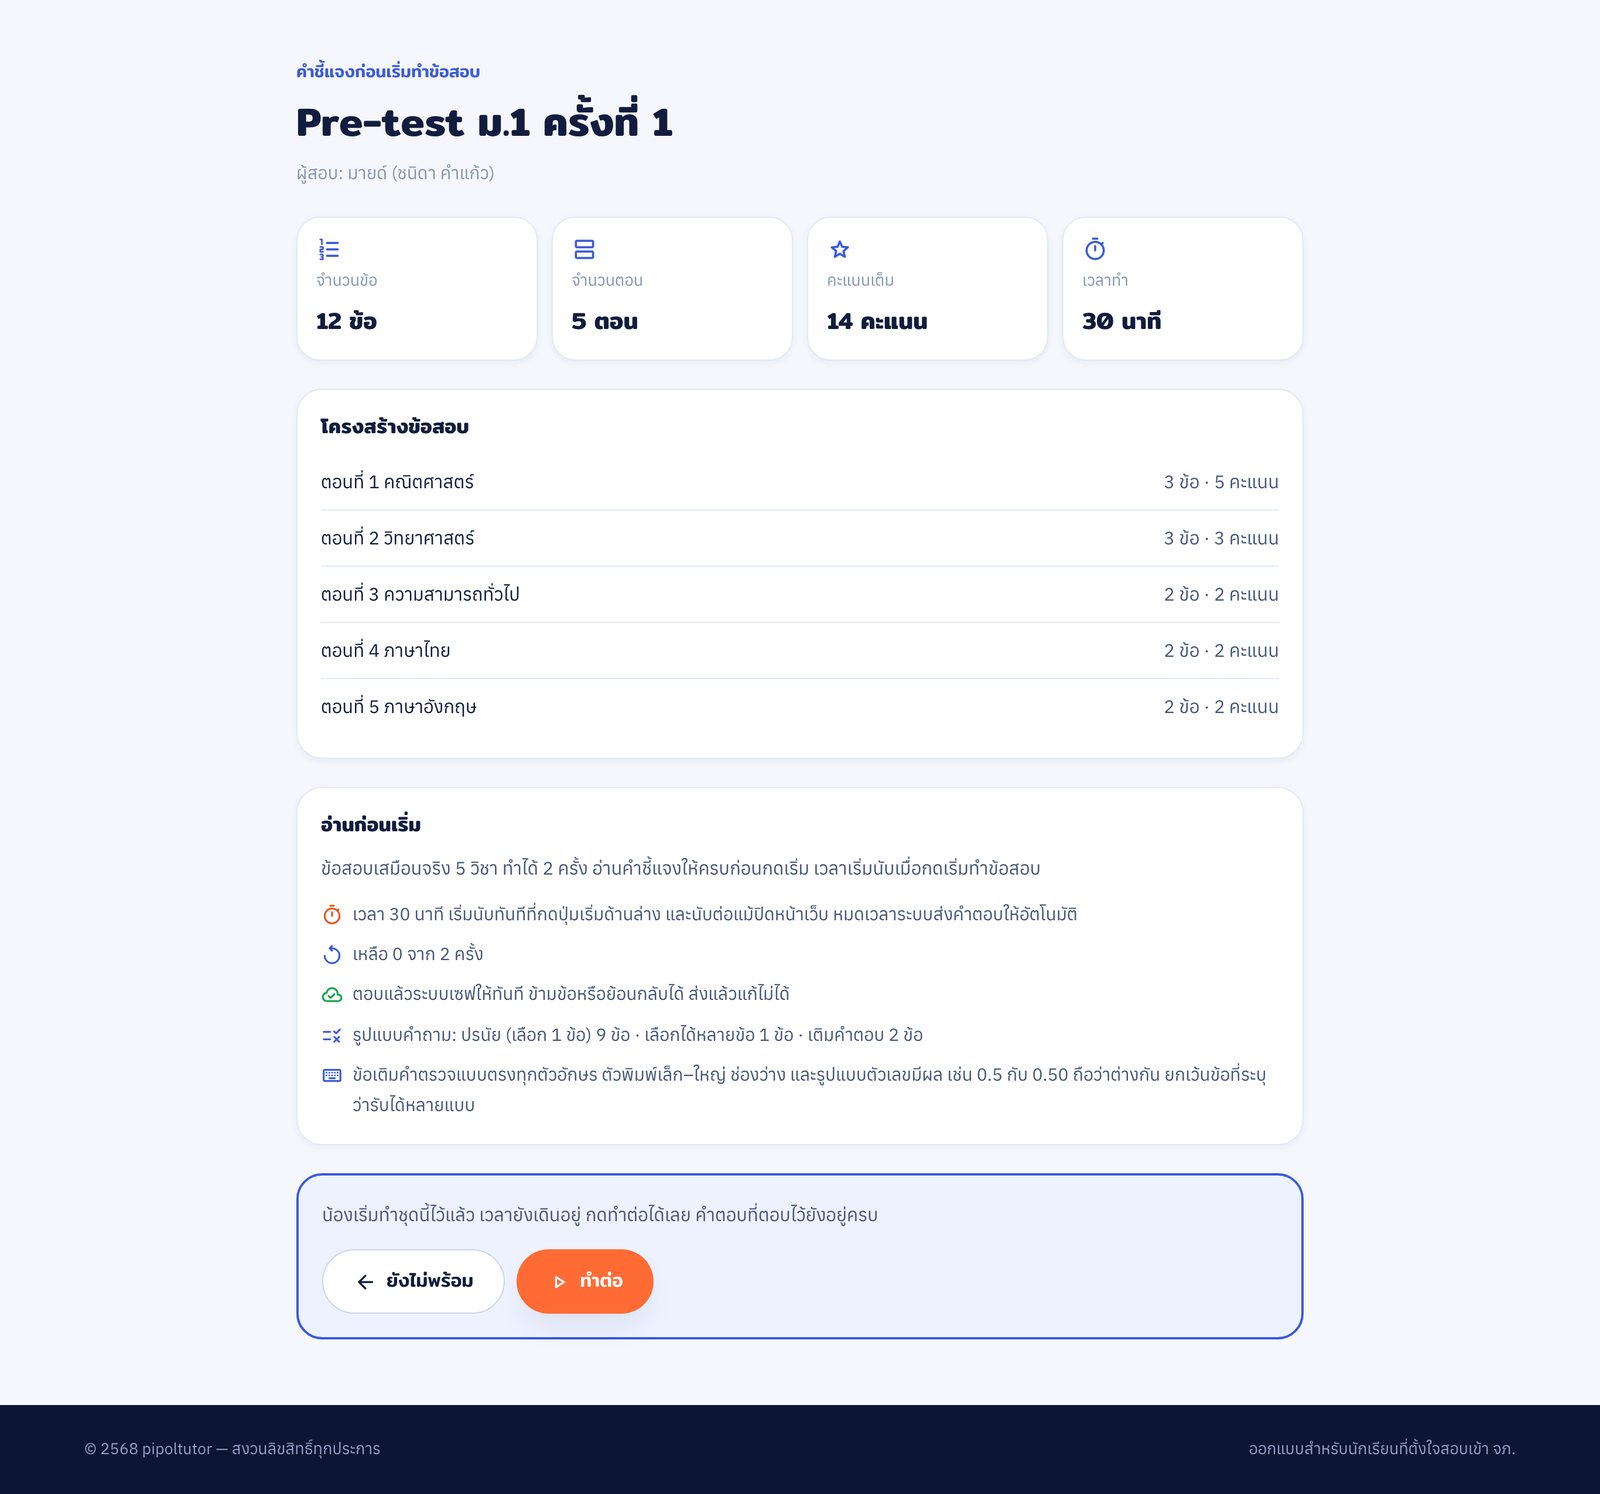 คำชี้แจงก่อนเริ่มทำข้อสอบ
Pre-test ม.1 ครั้งที่ 1
ผู้สอบ: มายด์ (ชนิดา คำแก้ว)
จำนวนข้อ
12 ข้อ
จำนวนตอน
5 ตอน
คะแนนเต็ม
14 คะแนน
เวลาทำ
30 นาที
โครงสร้างข้อสอบ
ตอนที่ 1 คณิตศาสตร์ 3 ข้อ · 5 คะแนน
ตอนที่ 2 วิทยาศาสตร์ 3 ข้อ · 3 คะแนน
ตอนที่ 3 ความสามารถทั่วไป 2 ข้อ · 2 คะแนน
ตอนที่ 4 ภาษาไทย 2 ข้อ · 2 คะแนน
ตอนที่ 5 ภาษาอังกฤษ 2 ข้อ · 2 คะแนน
อ่านก่อนเริ่ม
ข้อสอบเสมือนจริง 5 วิชา ทำได้ 2 ครั้ง อ่านคำชี้แจงให้ครบก่อนกดเริ่ม เวลาเริ่มนับเมื่อกดเริ่มทำข้อสอบ
เวลา 30 นาที เริ่มนับทันทีที่กดปุ่มเริ่มด้านล่าง และนับต่อแม้ปิดหน้าเว็บ หมดเวลาระบบส่งคำตอบให้อัตโนมัติ
เหลือ 0 จาก 2 ครั้ง
ตอบแล้วระบบเซฟให้ทันที ข้ามข้อหรือย้อนกลับได้ ส่งแล้วแก้ไม่ได้
รูปแบบคำถาม: ปรนัย (เลือก 1 ข้อ) 9 ข้อ · เลือกได้หลายข้อ 1 ข้อ · เติมคำตอบ 2 ข้อ
ข้อเติมคำตรวจแบบตรงทุกตัวอักษร ตัวพิมพ์เล็ก–ใหญ่ ช่องว่าง และรูปแบบตัวเลขมีผล เช่น 0.5 กับ 0.50 ถือว่าต่างกัน ยกเว้นข้อที่ระบุ
ว่ารับได้หลายแบบ
น้องเริ่มทำชุดนี้ไว้แล้ว เวลายังเดินอยู่ กดทำต่อได้เลย คำตอบที่ตอบไว้ยังอยู่ครบ
ยังไม่พร้อม
ทำต่อ
© 2568 pipoltutor — สงวนลิขสิทธิ์ทุกประการ
ออกแบบสำหรับนักเรียนที่ตั้งใจสอบเข้า จภ.